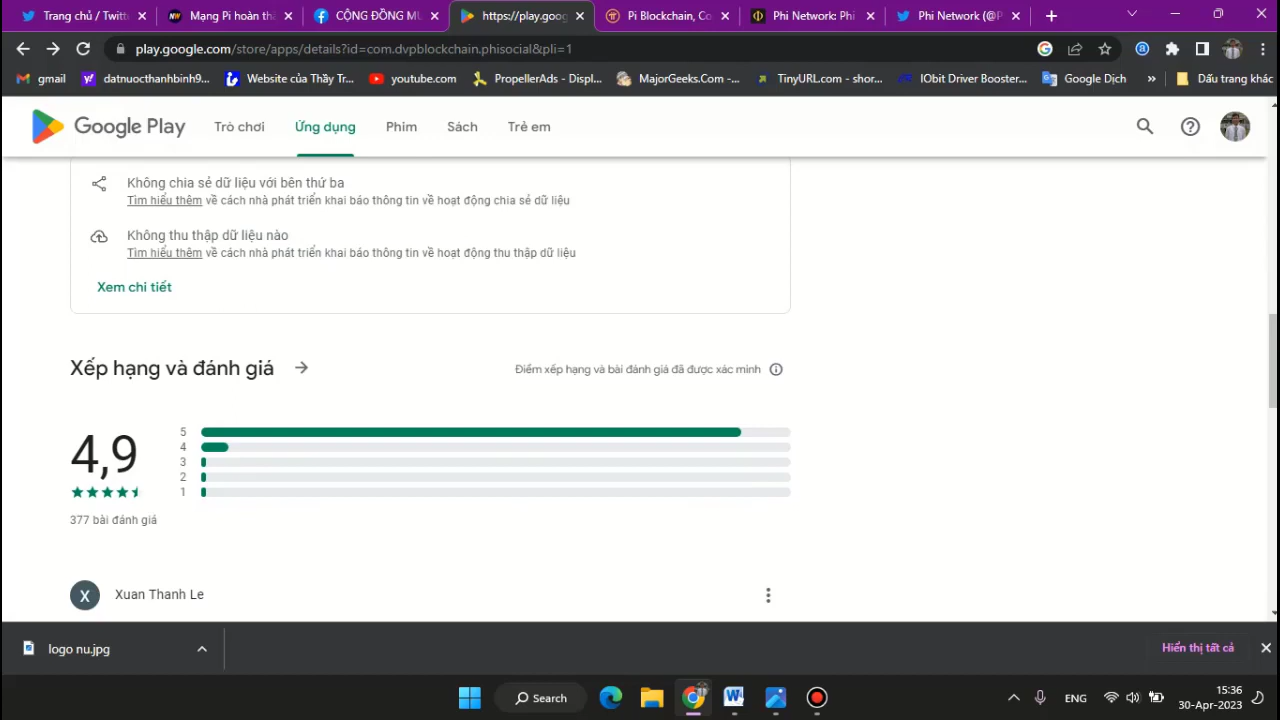 Trang chủ / Twitt
Mạng Pi hoàn thà
CỘNG ĐỒNG MU
https://play.goog
Pi Blockchain, Co
Phi Network: Phi
Phi Network (@P
play.google.com/store/apps/details?id=com.dvpblockchain.phisocial&pli=1
gmail
datnuocthanhbinh9...
Website của Thầy Tr...
youtube.com
PropellerAds - Displ...
MajorGeeks.Com -...
TinyURL.com - shor...
IObit Driver Booster...
Google Dịch
Dấu trang khác
Google Play
Trò chơi
Ứng dụng
Phim
Sách
Trẻ em
Không chia sẻ dữ liệu với bên thứ ba
Tìm hiểu thêm về cách nhà phát triển khai báo thông tin về hoạt động chia sẻ dữ liệu
Không thu thập dữ liệu nào
Tìm hiểu thêm về cách nhà phát triển khai báo thông tin về hoạt động thu thập dữ liệu
Xem chi tiết
Xếp hạng và đánh giá
Điểm xếp hạng và bài đánh giá đã được xác minh
4,9
5
4
3
2
1
377 bài đánh giá
X
Xuan Thanh Le
logo nu.jpg
Hiển thị tất cả
Search
ENG
15:36
30-Apr-2023